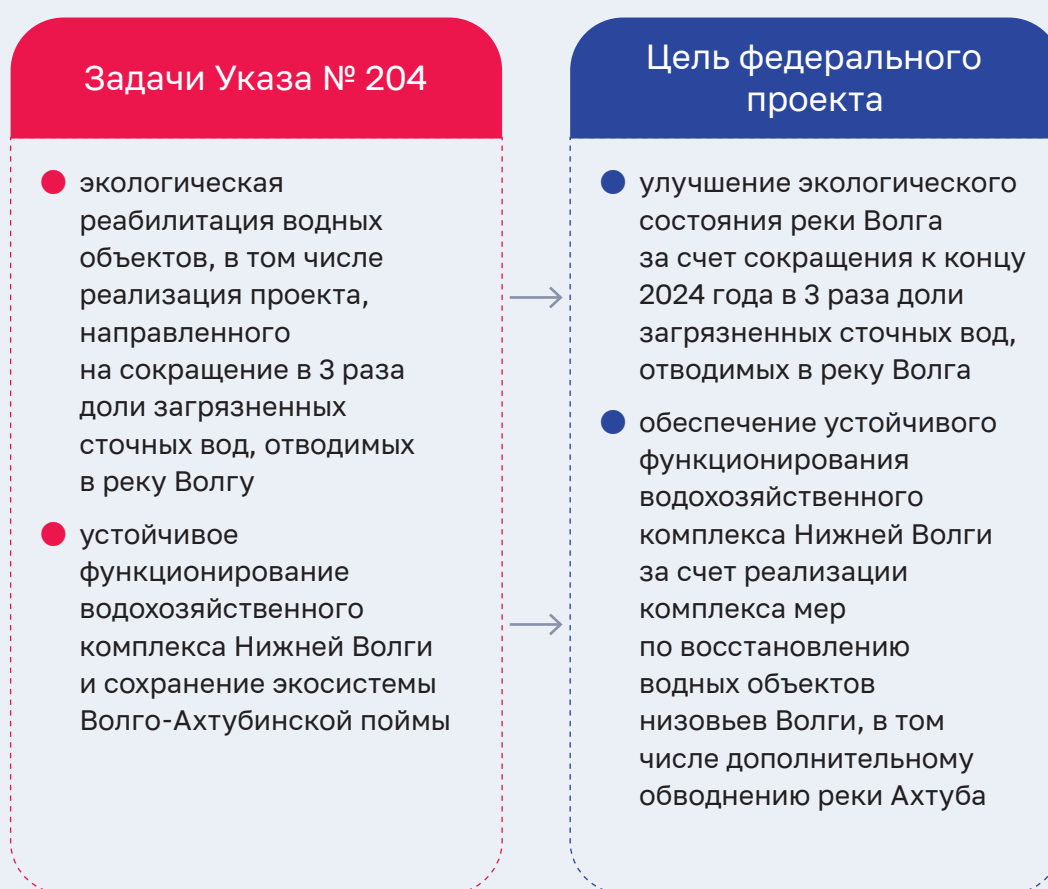 Задачи Указа № 204
экологическая
реабилитация водных
объектов, в том числе
реализация проекта,
направленного
на сокращение в 3 раза
доли загрязненных
сточных вод, отводимых
в реку Волгу
устойчивое
функционирование
водохозяйственного
комплекса Нижней Волги
и сохранение экосистемы
Волго-Ахтубинской поймы
Цель федерального
проекта
улучшение экологического
состояния реки Волга
за счет сокращения к концу
2024 года в 3 раза доли
загрязненных сточных вод,
отводимых в реку Волга
обеспечение устойчивого
функционирования
водохозяйственного
комплекса Нижней Волги
за счет реализации
комплекса мер
по восстановлению
водных объектов
низовьев Волги, в том
числе дополнительному
обводнению реки Ахтуба